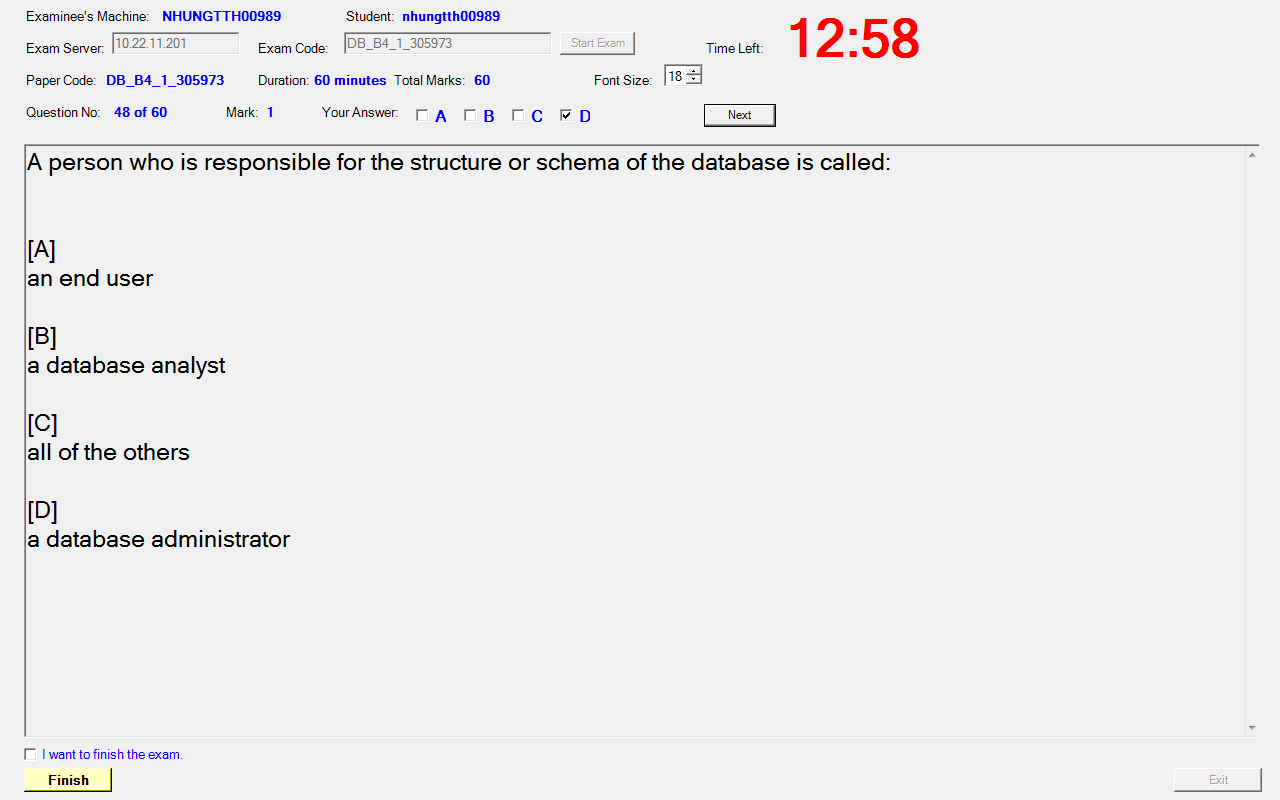 Examinee's Machine: NHUNGTTH00989 Student: nhungtth00989
Exam Server: 10.22.11.201 Exam Code: DB_B4_1_305973 Start Exam Time Left: 12:58
Paper Code: DB_B4_1_305973 Duration: 60 minutes Total Marks: 60 Font Size: 18
Question No: 48 of 60 Mark: 1 Your Answer: A B C D Next
A person who is responsible for the structure or schema of the database is called:
[A]
an end user
[B]
a database analyst
[C]
all of the others
[D]
a database administrator
I want to finish the exam.
Finish Exit